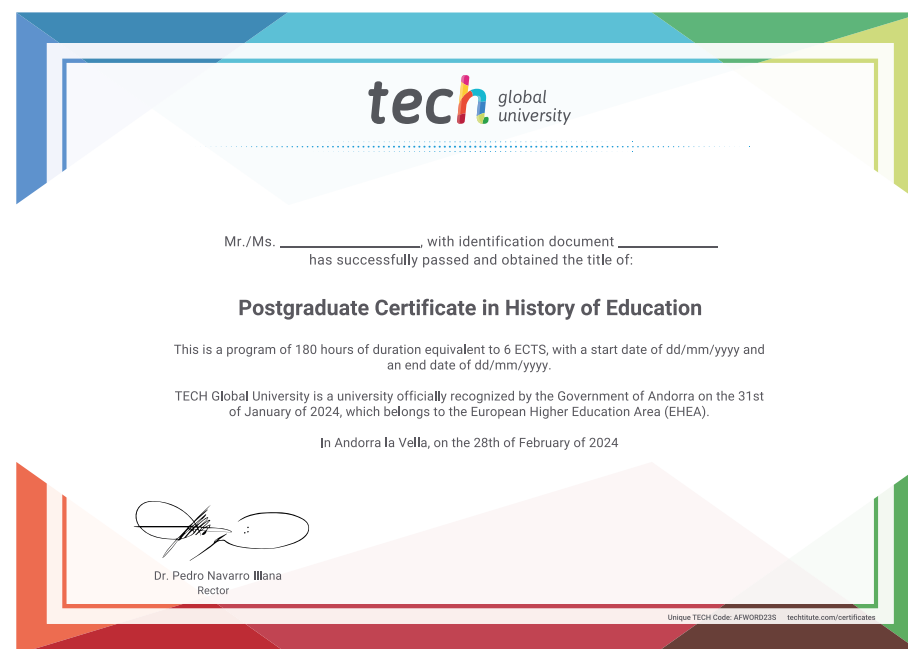 tech global university
Mr./Ms. ____________________, with identification document ______________
has successfully passed and obtained the title of:
Postgraduate Certificate in History of Education
This is a program of 180 hours of duration equivalent to 6 ECTS, with a start date of dd/mm/yyyy and
an end date of dd/mm/yyyy.
TECH Global University is a university officially recognized by the Government of Andorra on the 31st
of January of 2024, which belongs to the European Higher Education Area (EHEA).
In Andorra la Vella, on the 28th of February of 2024
Dr. Pedro Navarro Illana
Rector
Unique TECH Code: AFWORD23S techtitute.com/certificates